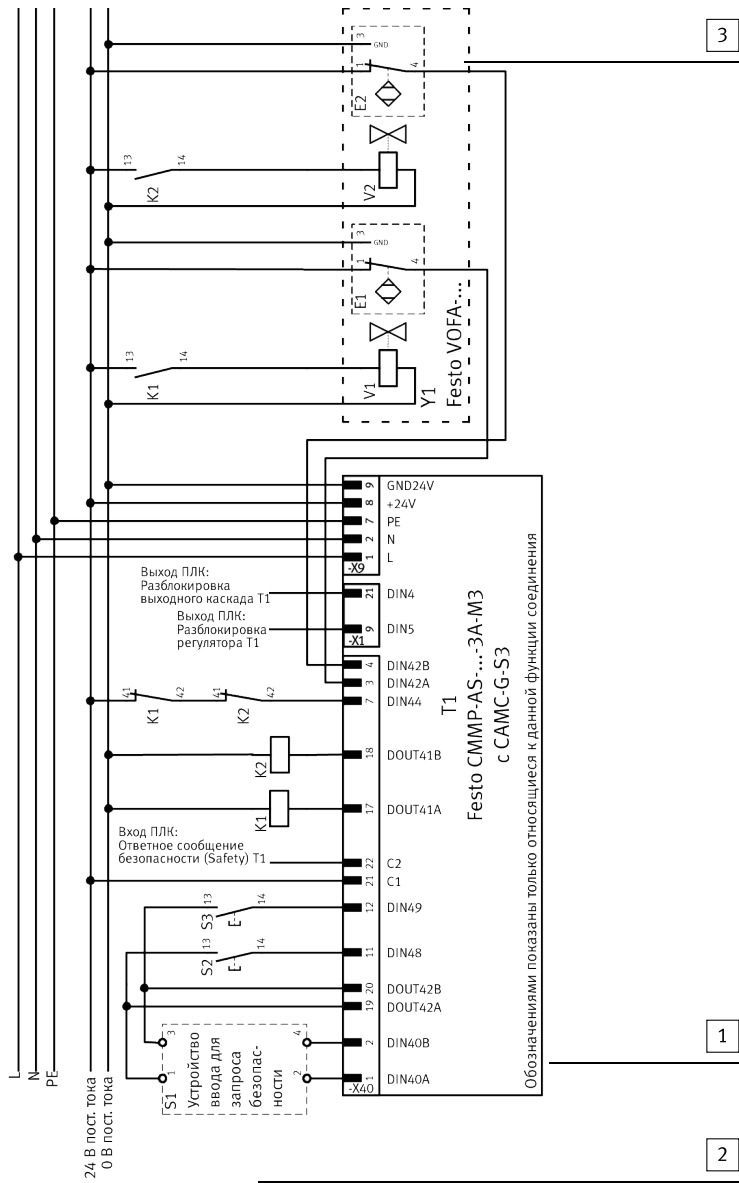 3
3
GND
1
4
E2
13
14
K2
V2
3
GND
1
4
E1
13
14
K1
V1
Y1
Festo VOFA-...
9
GND24V
8
+24V
7
PE
2
N
1
L
-X9
Выход ПЛК:
Разблокировка
выходного каскада T1
21
DIN4
Выход ПЛК:
Разблокировка
регулятора T1
9
DIN5
-X1
4
DIN42B
3
DIN42A
41
42
41
42
7
DIN44
K1
K2
18
DOUT41B
K2
17
DOUT41A
K1
Вход ПЛК:
Ответное сообщение
безопасности (Safety) T1
22
C2
21
C1
S3
13
14
12
DIN49
S2
13
14
11
DIN48
20
DOUT42B
19
DOUT42A
3
4
2
DIN40B
1
2
1
DIN40A
-X40
S1
Устройство
ввода для
запроса
безопас-
ности
T1
Festo CMMP-AS-...-3A-M3
с CAMC-G-S3
Обозначениями показаны только относящиеся к данной функции соединения
L
N
PE
24 В пост. тока
0 В пост. тока
1
2